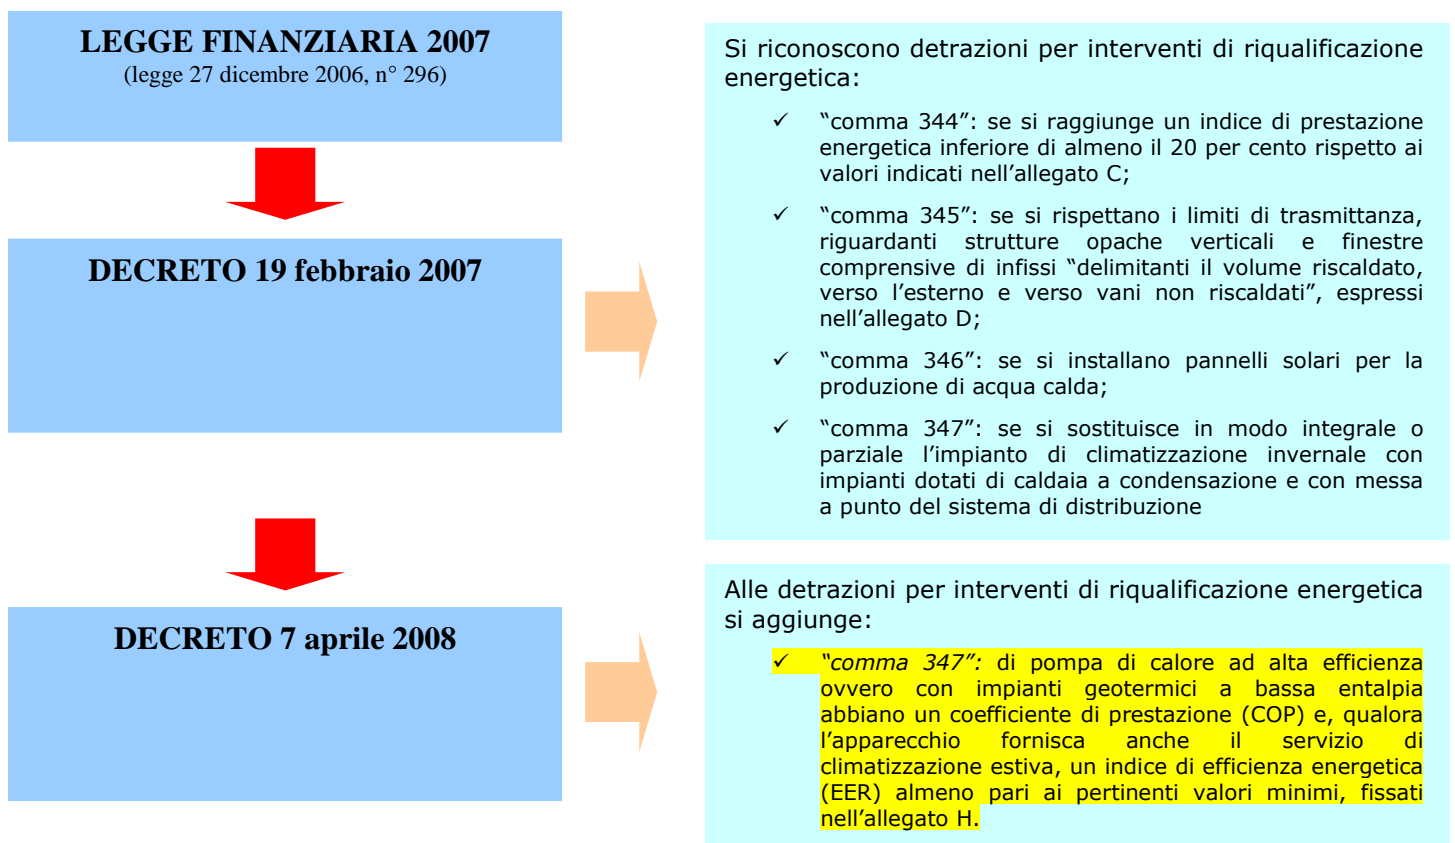 LEGGE FINANZIARIA 2007
(legge 27 dicembre 2006, n° 296)
DECRETO 19 febbraio 2007
Si riconoscono detrazioni per interventi di riqualificazione
energetica:
✓ “comma 344”: se si raggiunge un indice di prestazione
energetica inferiore di almeno il 20 per cento rispetto ai
valori indicati nell’allegato C;
✓ “comma 345”: se si rispettano i limiti di trasmittanza,
riguardanti strutture opache verticali e finestre
comprensive di infissi “delimitanti il volume riscaldato,
verso l’esterno e verso vani non riscaldati”, espressi
nell’allegato D;
✓ “comma 346”: se si installano pannelli solari per la
produzione di acqua calda;
✓ “comma 347”: se si sostituisce in modo integrale o
parziale l’impianto di climatizzazione invernale con
impianti dotati di caldaia a condensazione e con messa
a punto del sistema di distribuzione
DECRETO 7 aprile 2008
Alle detrazioni per interventi di riqualificazione energetica
si aggiunge:
✓ “comma 347”: di pompa di calore ad alta efficienza
ovvero con impianti geotermici a bassa entalpia
abbiano un coefficiente di prestazione (COP) e, qualora
l’apparecchio fornisca anche il servizio di
climatizzazione estiva, un indice di efficienza energetica
(EER) almeno pari ai pertinenti valori minimi, fissati
nell’allegato H.